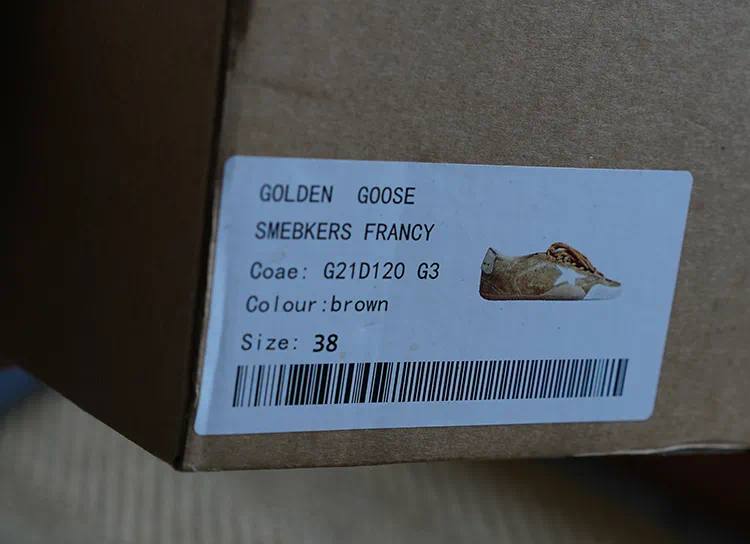 GOLDEN GOOSE
SMEBKERS FRANCY
Coae: G21D120 G3
Colour:brown
Size: 38